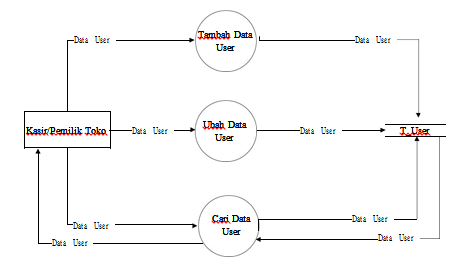 Data User
Tambah Data
User
Data User
Kasir/Pemilik Toko
Data User
Ubah Data
User
Data User
T_User
Data User
Cari Data
User
Data User
Data User
Data User